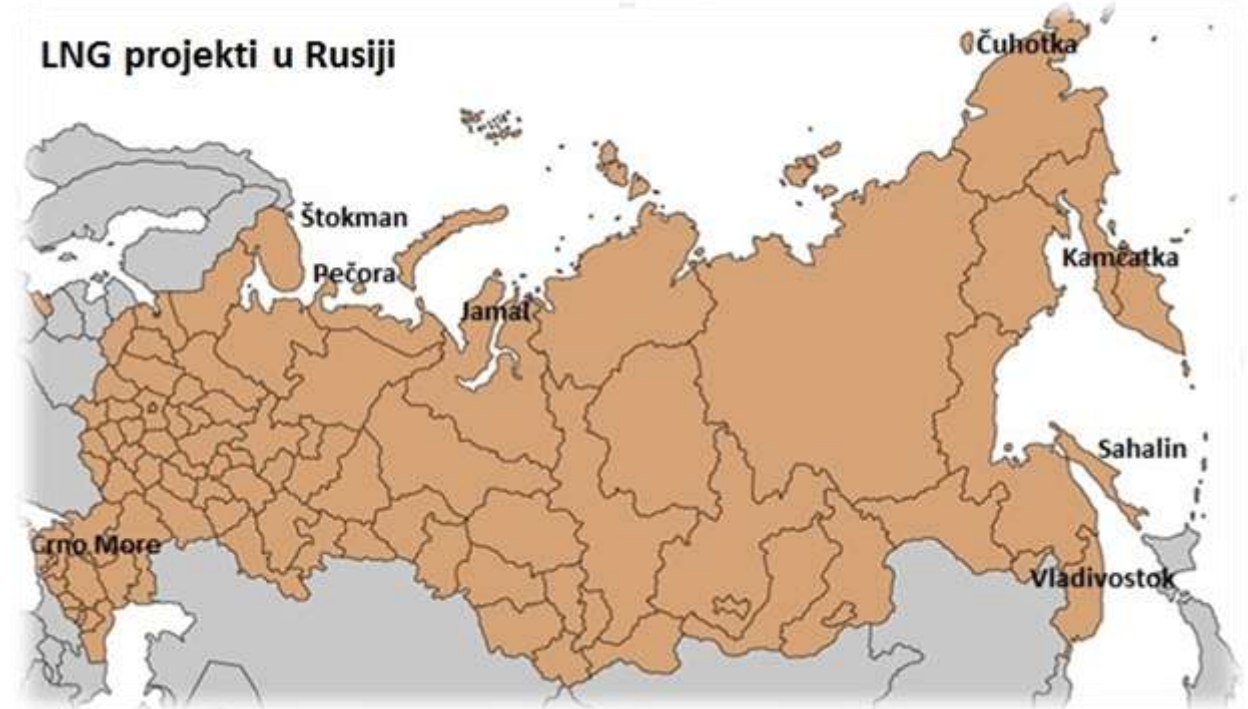 LNG projekti u Rusiji
Čuhotka
Štokman
Pečora
Kamčatka
Jamal
Sahalin
Crno More
Vladivostok